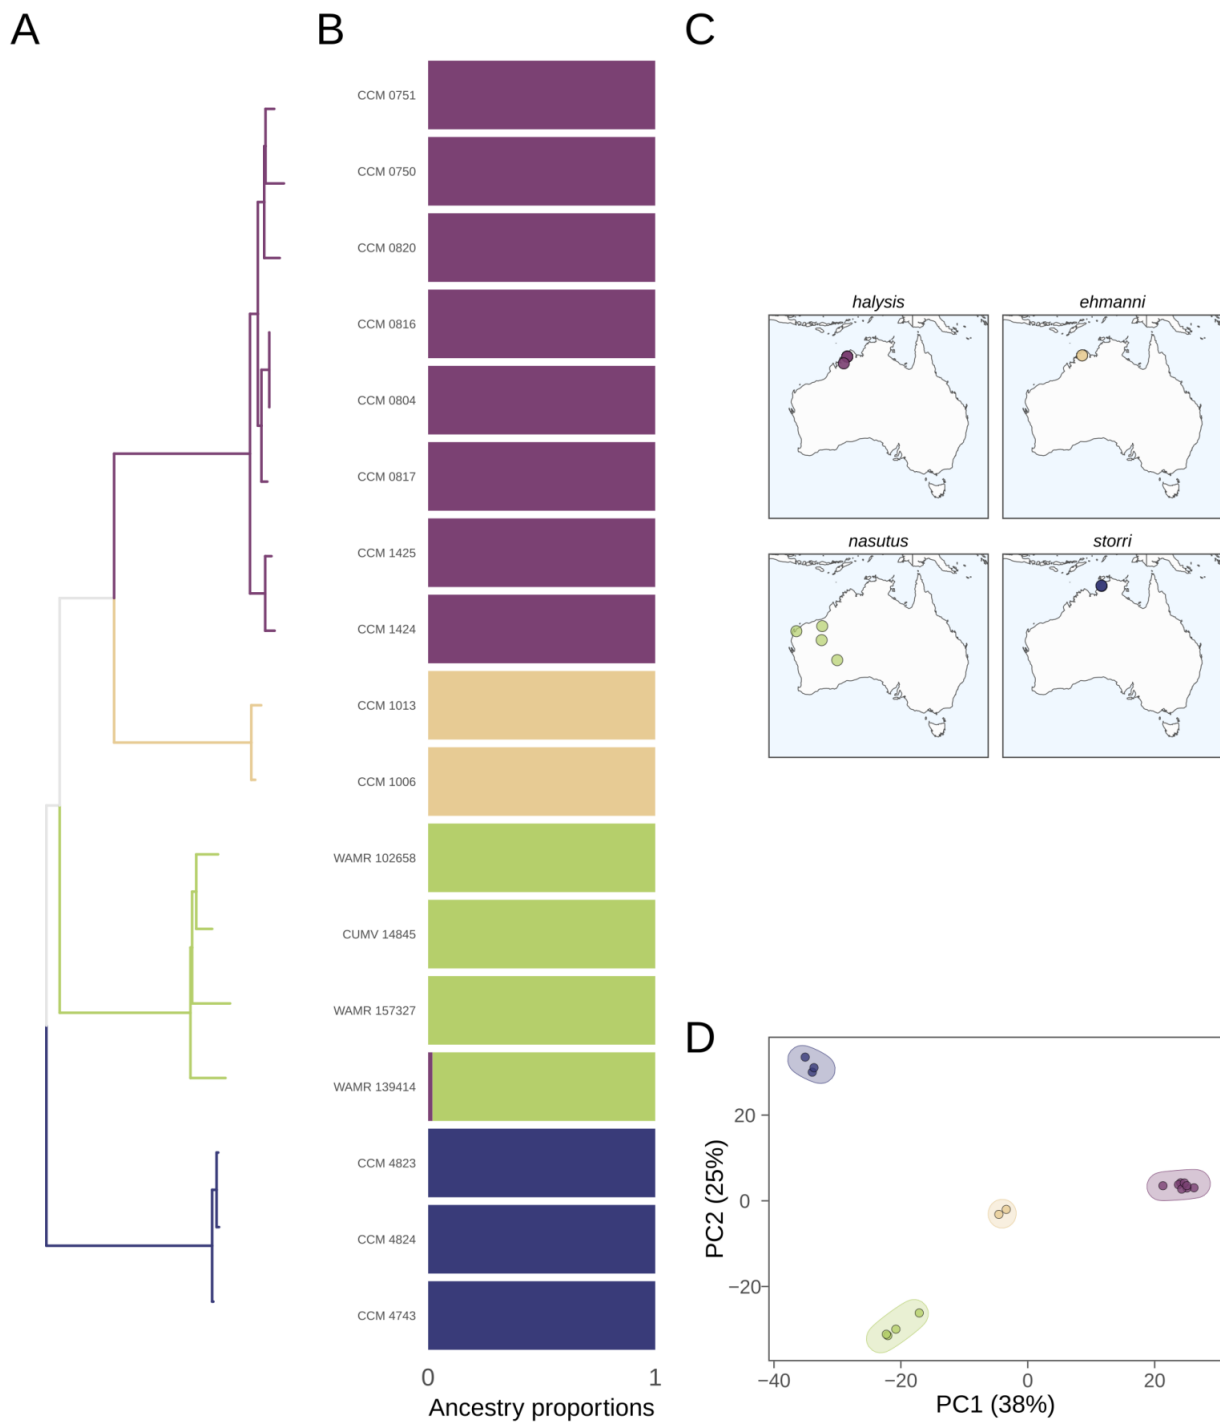 A
B
C
CCM 0751
CCM 0750
CCM 0820
CCM 0816
CCM 0804
CCM 0817
CCM 1425
CCM 1424
CCM 1013
CCM 1006
WAMR 102658
CUMV 14845
WAMR 157327
WAMR 139414
CCM 4823
CCM 4824
CCM 4743
0
1
Ancestry proportions
halysis
ehmanni
nasutus
storri
D
20
0
−20
PC2 (25%)
−40
−20
0
20
PC1 (38%)